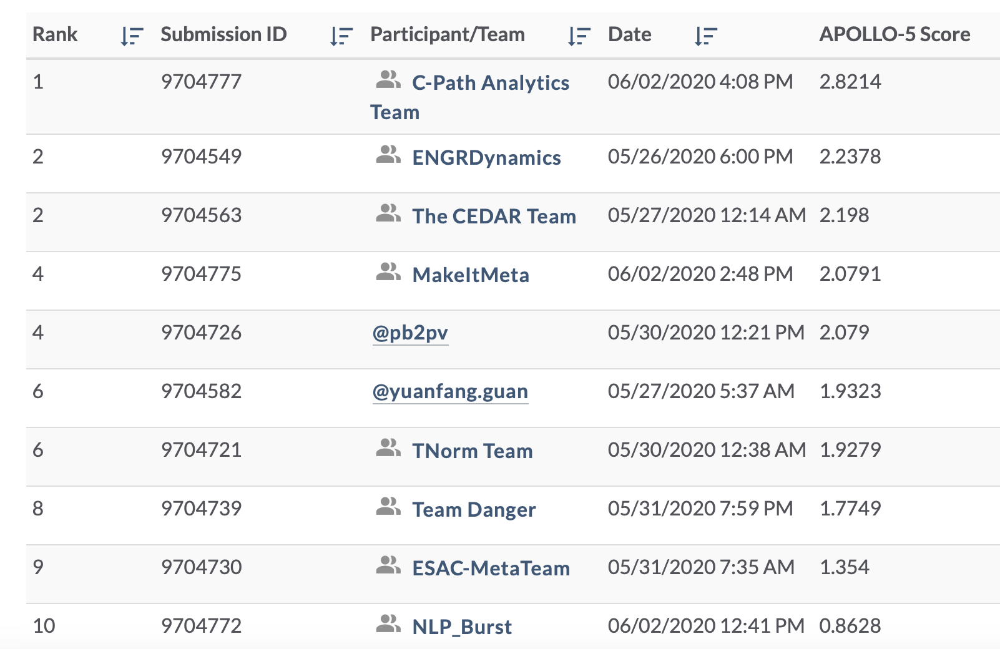 Rank Submission ID Participant/Team Date APOLLO-5 Score
1 9704777 C-Path Analytics 06/02/2020 4:08 PM 2.8214
Team
2 9704549 ENGRDynamics 05/26/2020 6:00 PM 2.2378
2 9704563 The CEDAR Team 05/27/2020 12:14 AM 2.198
4 9704775 MakeItMeta 06/02/2020 2:48 PM 2.0791
4 9704726 @pb2pv 05/30/2020 12:21 PM 2.079
6 9704582 @yuanfang.guan 05/27/2020 5:37 AM 1.9323
6 9704721 TNorm Team 05/30/2020 12:38 AM 1.9279
8 9704739 Team Danger 05/31/2020 7:59 PM 1.7749
9 9704730 ESAC-MetaTeam 05/31/2020 7:35 AM 1.354
10 9704772 NLP_Burst 06/02/2020 12:41 PM 0.8628